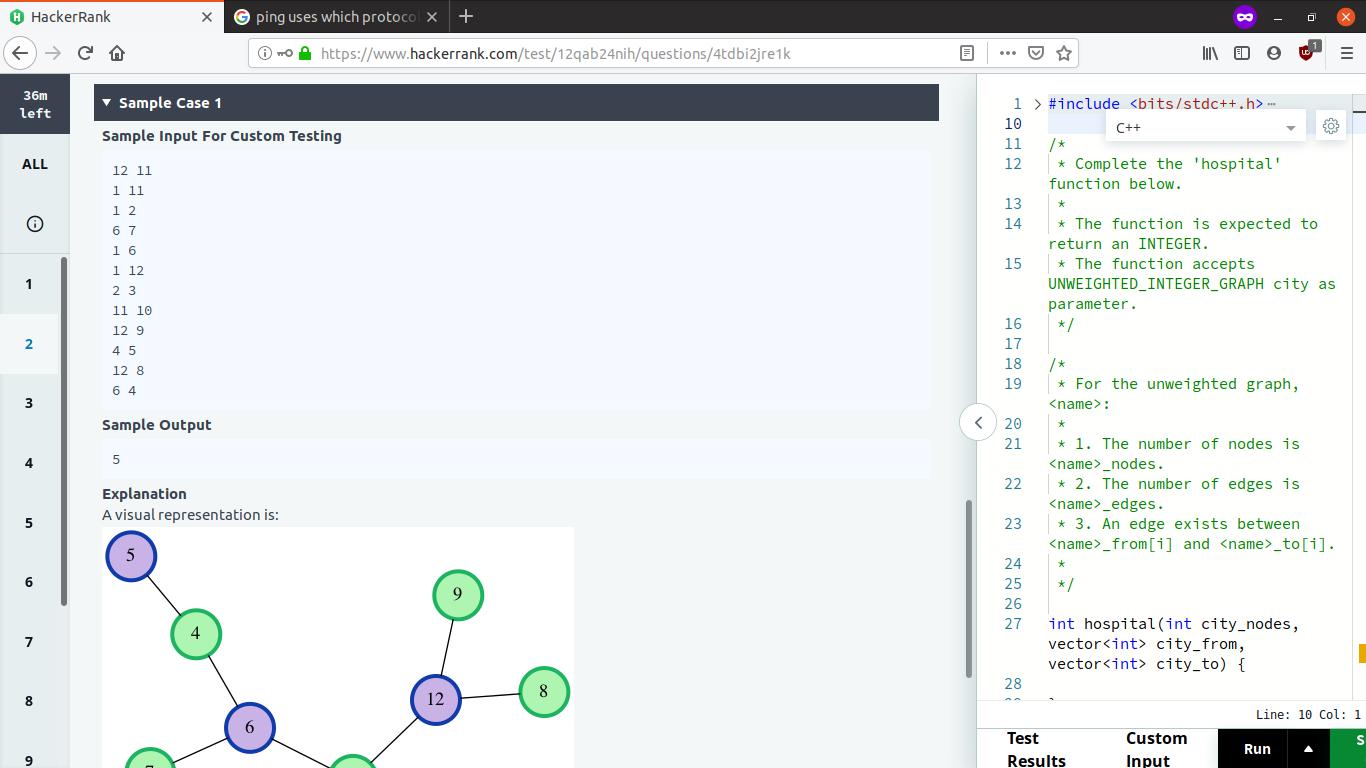 HackerRank
ping uses which protoco
https://www.hackerrank.com/test/12qab24nih/questions/4tdbi2jre1k
1
36m
left
ALL
1
2
3
4
5
6
7
8
9
Sample Case 1
Sample Input For Custom Testing
12 11
1 11
1 2
6 7
1 6
1 12
2 3
11 10
12 9
4 5
12 8
6 4
Sample Output
5
Explanation
A visual representation is:
5
9
4
8
12
6
C++
1 #include <bits/stdc++.h>
10
11 /*
12 * Complete the 'hospital'
function below.
13 *
14 * The function is expected to
return an INTEGER.
15 * The function accepts
UNWEIGHTED_INTEGER_GRAPH city as
parameter.
16 */
17
18 /*
19 * For the unweighted graph,
<name>:
20 *
21 * 1. The number of nodes is
<name>_nodes.
22 * 2. The number of edges is
<name>_edges.
23 * 3. An edge exists between
<name>_from[i] and <name>_to[i].
24 *
25 */
26
27 int hospital(int city_nodes,
vector<int> city_from,
vector<int> city_to) {
28
Line: 10 Col: 1
Test
Results
Custom
Input
Run
S